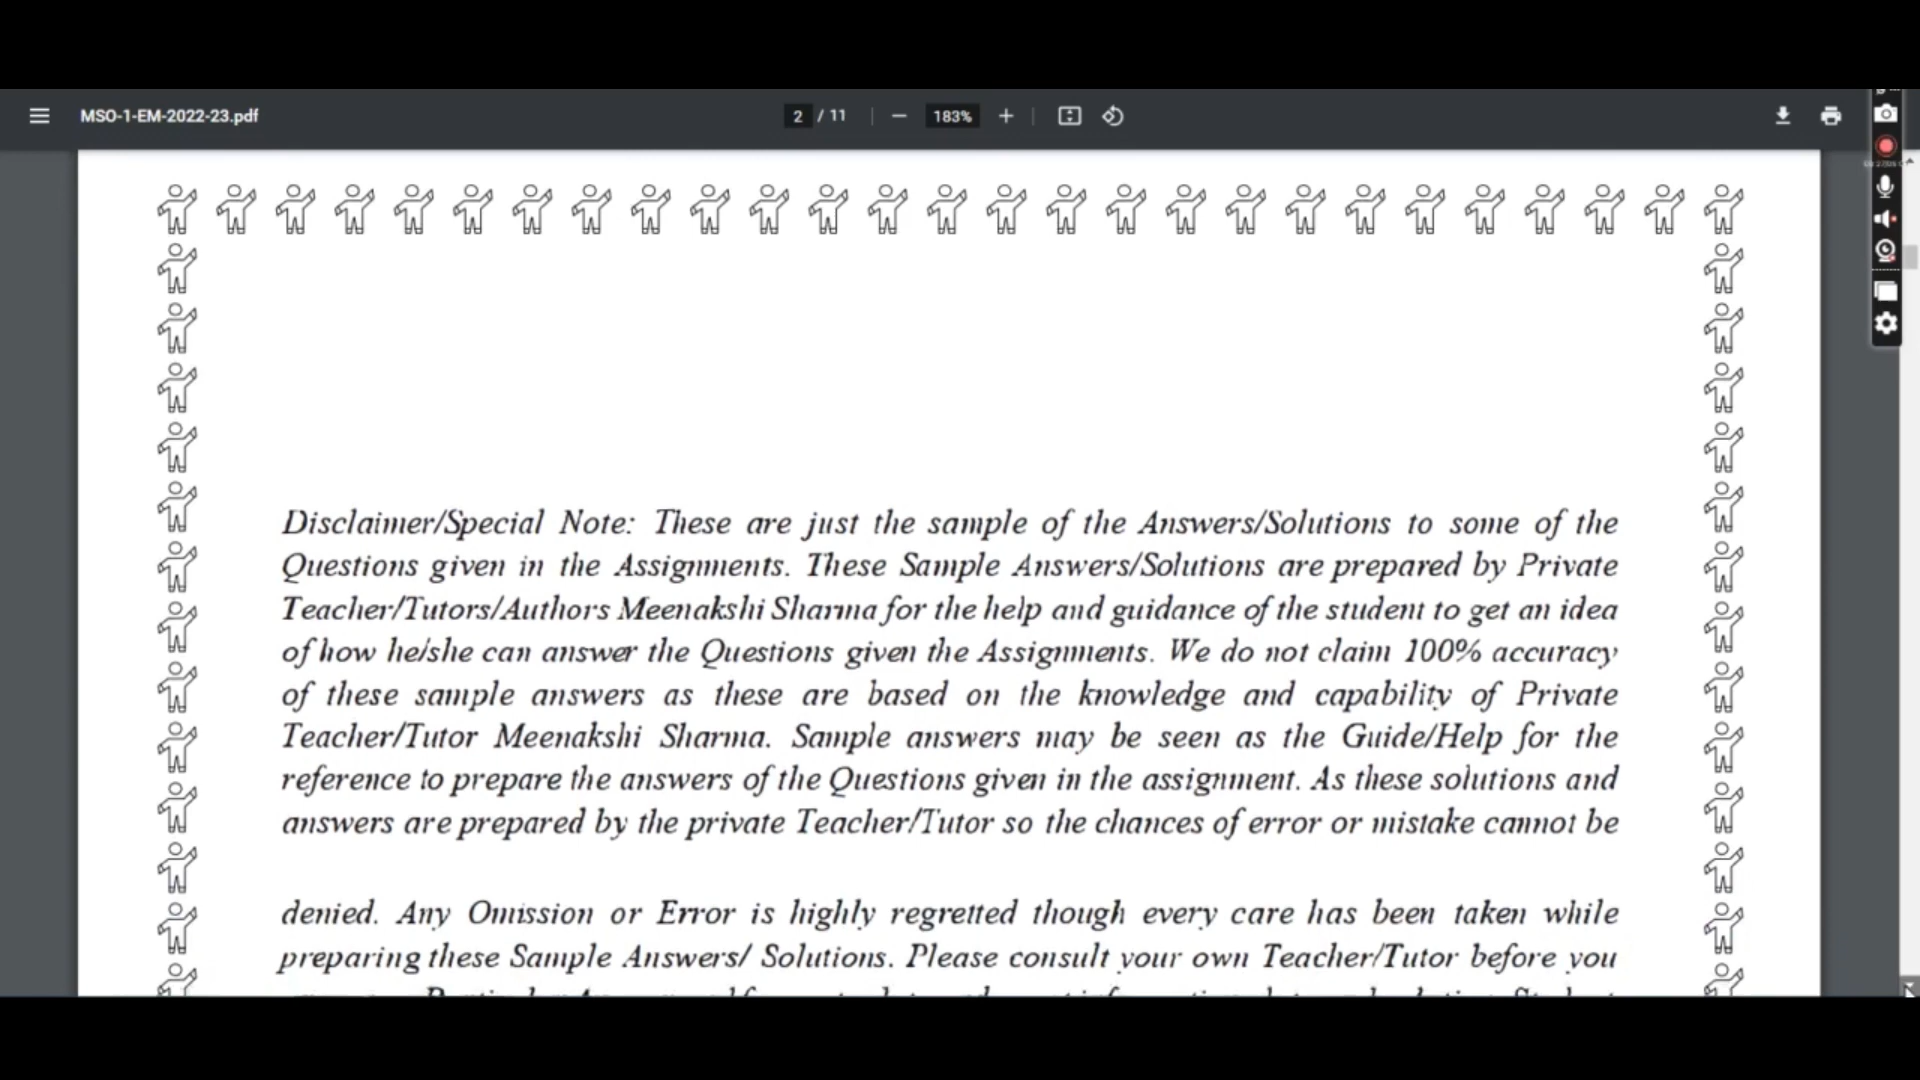 MSO-1-EM-2022-23.pdf
2 / 11
183%
Disclaimer/Special Note: These are just the sample of the Answers/Solutions to some of the
Questions given in the Assignments. These Sample Answers/Solutions are prepared by Private
Teacher/Tutors/Authors Meenakshi Sharma for the help and guidance of the student to get an idea
of how he/she can answer the Questions given the Assignments. We do not claim 100% accuracy
of these sample answers as these are based on the knowledge and capability of Private
Teacher/Tutor Meenakshi Sharma. Sample answers may be seen as the Guide/Help for the
reference to prepare the answers of the Questions given in the assignment. As these solutions and
answers are prepared by the private Teacher/Tutor so the chances of error or mistake cannot be
denied. Any Omission or Error is highly regretted though every care has been taken while
preparing these Sample Answers/ Solutions. Please consult your own Teacher/Tutor before you